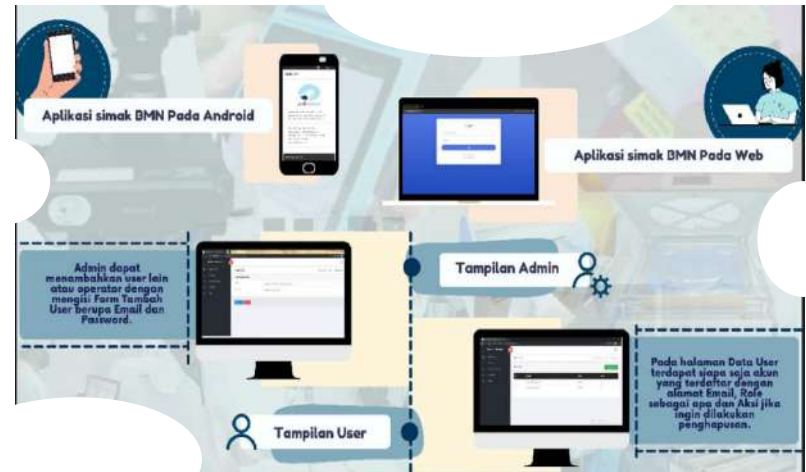 Aplikasi simak BMN Pada Android
Aplikasi simak BMN Pada Web
Tampilan Admin
Admin dapat
menambahkan user lain
atau operator dengan
mengisi Form Tambah
User berupa Email dan
Password.
Pada halaman Data User
terdapat siapa saja akun
yang terdaftar dengan
alamat Email, Role
sebagai apa dan Aksi jika
ingin dilakukan
penghapusan.
Tampilan User